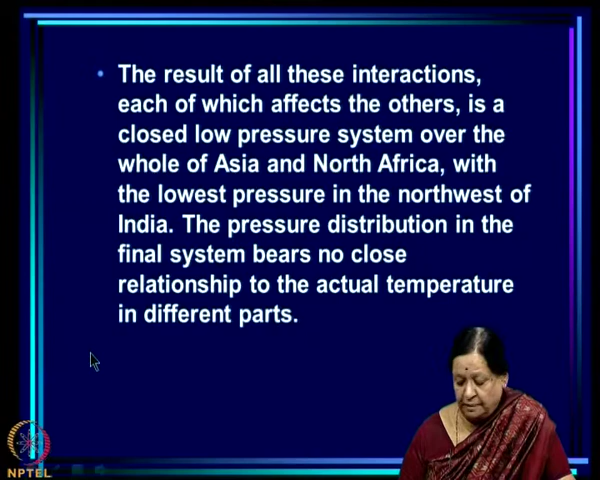 The result of all these interactions,
each of which affects the others, is a
closed low pressure system over the
whole of Asia and North Africa, with
the lowest pressure in the northwest of
India. The pressure distribution in the
final system bears no close
relationship to the actual temperature
in different parts.
NPTEL